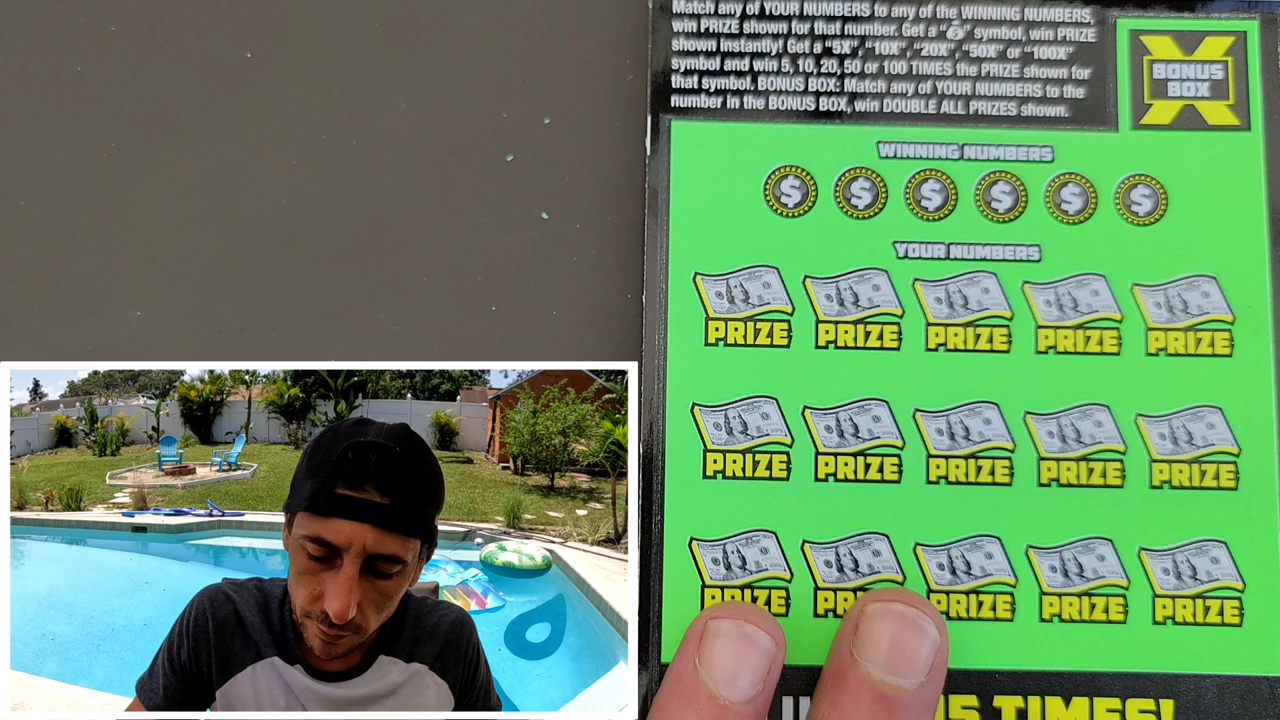 Match any of YOUR NUMBERS to any of the WINNING NUMBERS,
win PRIZE shown for that number. Get a “💰” symbol, win PRIZE
shown instantly! Get a “5X”, “10X”, “20X”, “50X” or “100X”
symbol and win 5, 10, 20, 50 or 100 TIMES the PRIZE shown for
that symbol. BONUS BOX: Match any of YOUR NUMBERS to the
number in the BONUS BOX, win DOUBLE ALL PRIZES shown.
BONUS
BOX
WINNING NUMBERS
$ $ $ $ $ $
YOUR NUMBERS
PRIZE PRIZE PRIZE PRIZE PRIZE
PRIZE PRIZE PRIZE PRIZE PRIZE
PRIZE PRIZE PRIZE PRIZE PRIZE
15 TIMES!